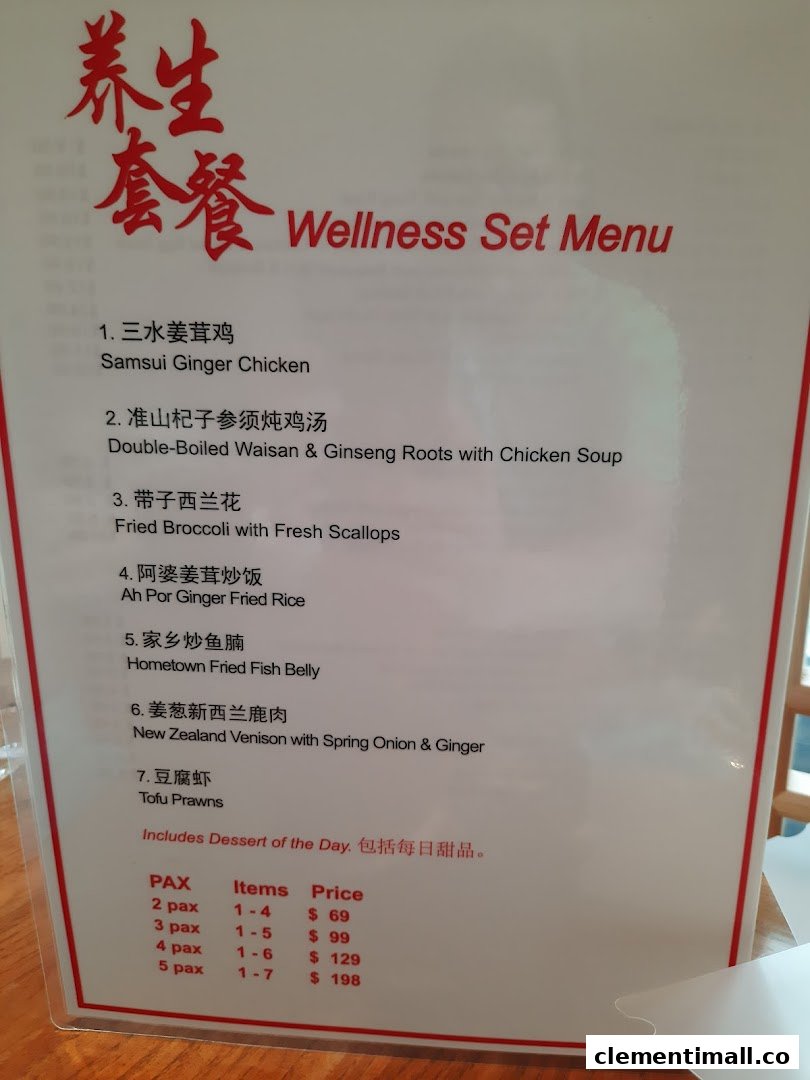 养生
套餐 Wellness Set Menu
1. 三水姜茸鸡
Samsui Ginger Chicken
2. 准山杞子参须炖鸡汤
Double-Boiled Waisan & Ginseng Roots with Chicken Soup
3. 带子西兰花
Fried Broccoli with Fresh Scallops
4. 阿婆姜茸炒饭
Ah Por Ginger Fried Rice
5. 家乡炒鱼腩
Hometown Fried Fish Belly
6. 姜葱新西兰鹿肉
New Zealand Venison with Spring Onion & Ginger
7. 豆腐虾
Tofu Prawns
Includes Dessert of the Day. 包括每日甜品。
PAX Items Price
2 pax 1 - 4 $ 69
3 pax 1 - 5 $ 99
4 pax 1 - 6 $ 129
5 pax 1 - 7 $ 198
clementimall.co